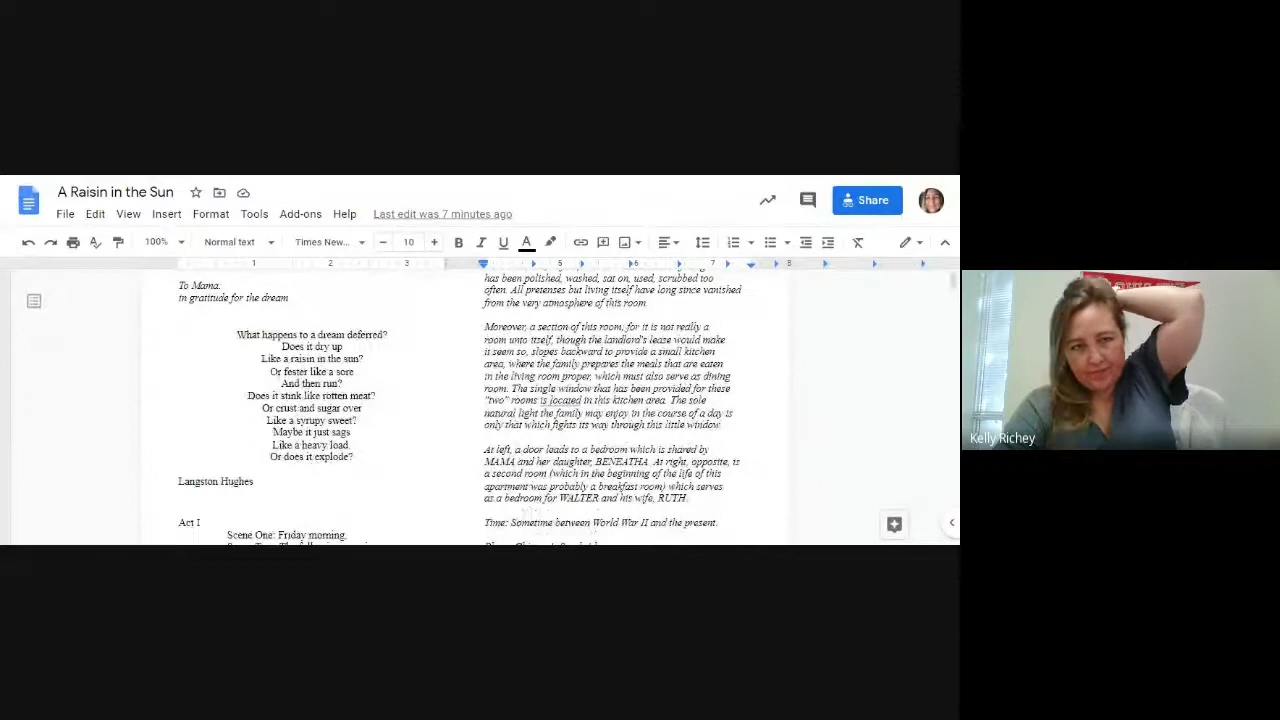 A Raisin in the Sun
File Edit View Insert Format Tools Add-ons Help Last edit was 7 minutes ago
Share
100% Normal text Times New... 10
1 2 3 5 6 7 8
To Mama:
in gratitude for the dream
What happens to a dream deferred?
Does it dry up
Like a raisin in the sun?
Or fester like a sore
And then run?
Does it stink like rotten meat?
Or crust and sugar over
Like a syrupy sweet?
Maybe it just sags
Like a heavy load.
Or does it explode?
Langston Hughes
Act I
Scene One: Friday morning.
has been polished, washed, sat on, used, scrubbed too
often. All pretenses but living itself have long since vanished
from the very atmosphere of this room.
Moreover, a section of this room, for it is not really a
room unto itself, though the landlord's lease would make
it seem so, slopes backward to provide a small kitchen
area, where the family prepares the meals that are eaten
in the living room proper, which must also serve as dining
room. The single window that has been provided for these
"two" rooms is located in this kitchen area. The sole
natural light the family may enjoy in the course of a day is
only that which fights its way through this little window.
At left, a door leads to a bedroom which is shared by
MAMA and her daughter, BENEATHA. At right, opposite, is
a second room (which in the beginning of the life of this
apartment was probably a breakfast room) which serves
as a bedroom for WALTER and his wife, RUTH.
Time: Sometime between World War II and the present.
Kelly Richey